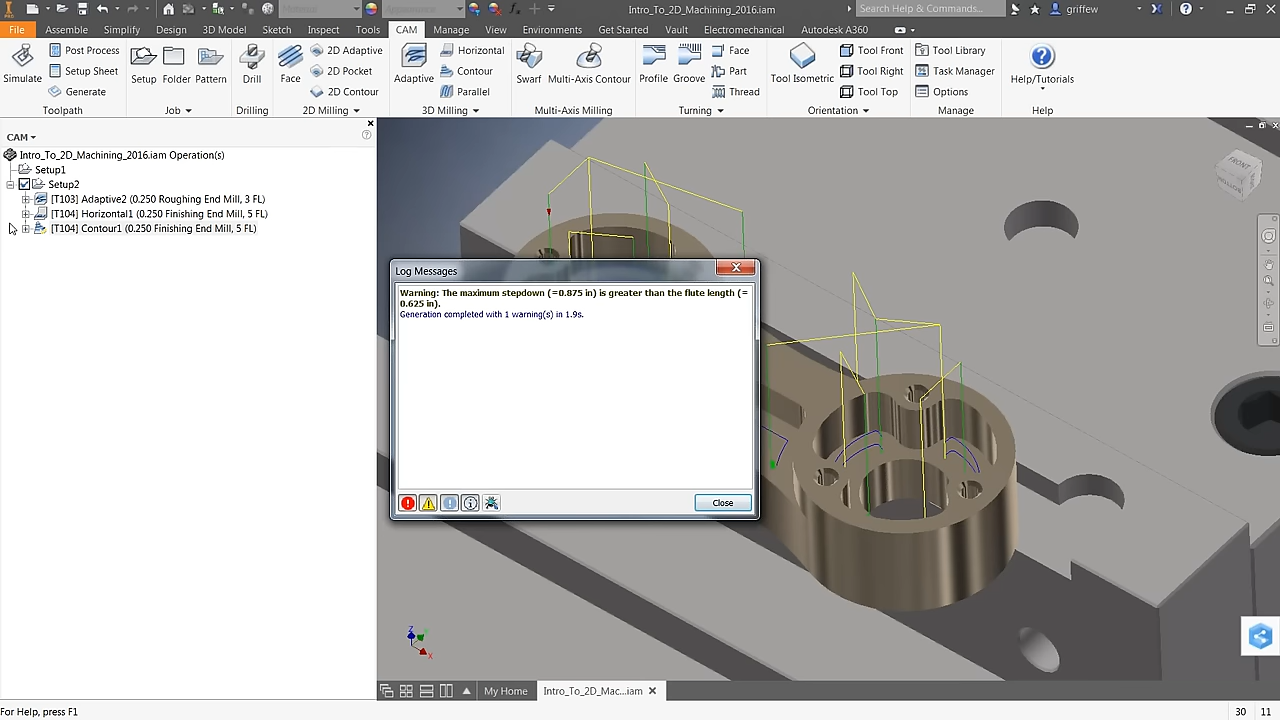 Material
Appearance
Intro_To_2D_Machining_2016.iam
Search Help & Commands...
griffew
File
Assemble
Simplify
Design
3D Model
Sketch
Inspect
Tools
CAM
Manage
View
Environments
Get Started
Vault
Electromechanical
Autodesk A360
Simulate
Post Process
Setup Sheet
Generate
Setup
Folder
Pattern
Drill
Face
2D Adaptive
2D Pocket
2D Contour
Adaptive
Horizontal
Contour
Parallel
Swarf
Multi-Axis Contour
Profile
Groove
Face
Part
Thread
Tool Isometric
Tool Front
Tool Right
Tool Top
Tool Library
Task Manager
Options
Help/Tutorials
Toolpath
Job
Drilling
2D Milling
3D Milling
Multi-Axis Milling
Turning
Orientation
Manage
Help
CAM
Intro_To_2D_Machining_2016.iam Operation(s)
Setup1
Setup2
[T103] Adaptive2 (0.250 Roughing End Mill, 3 FL)
[T104] Horizontal1 (0.250 Finishing End Mill, 5 FL)
[T104] Contour1 (0.250 Finishing End Mill, 5 FL)
FRONT
BOTTOM
Log Messages
Warning: The maximum stepdown (=0.875 in) is greater than the flute length (=
0.625 in).
Generation completed with 1 warning(s) in 1.9s.
Close
Z
X
My Home
Intro_To_2D_Mac...iam
For Help, press F1
30
11